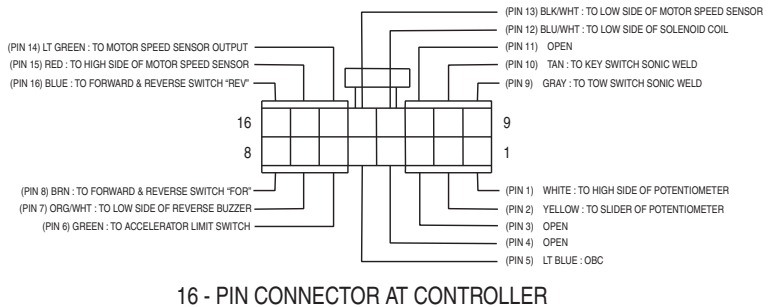 (PIN 13) BLK/WHT : TO LOW SIDE OF MOTOR SPEED SENSOR
(PIN 12) BLU/WHT : TO LOW SIDE OF SOLENOID COIL
(PIN 14) LT GREEN : TO MOTOR SPEED SENSOR OUTPUT
(PIN 11) OPEN
(PIN 15) RED : TO HIGH SIDE OF MOTOR SPEED SENSOR
(PIN 10) TAN : TO KEY SWITCH SONIC WELD
(PIN 16) BLUE : TO FORWARD & REVERSE SWITCH “REV”
(PIN 9) GRAY : TO TOW SWITCH SONIC WELD
16 9
8 1
(PIN 8) BRN : TO FORWARD & REVERSE SWITCH “FOR”
(PIN 1) WHITE : TO HIGH SIDE OF POTENTIOMETER
(PIN 7) ORG/WHT : TO LOW SIDE OF REVERSE BUZZER
(PIN 2) YELLOW : TO SLIDER OF POTENTIOMETER
(PIN 6) GREEN : TO ACCELERATOR LIMIT SWITCH
(PIN 3) OPEN
(PIN 4) OPEN
(PIN 5) LT BLUE : OBC
16 - PIN CONNECTOR AT CONTROLLER